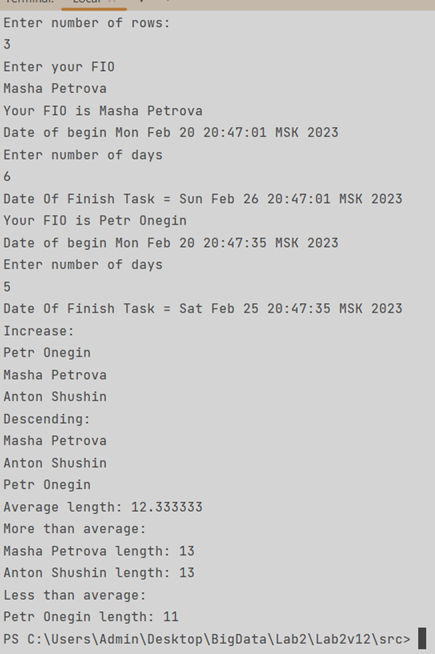 Enter number of rows:
3
Enter your FIO
Masha Petrova
Your FIO is Masha Petrova
Date of begin Mon Feb 20 20:47:01 MSK 2023
Enter number of days
6
Date Of Finish Task = Sun Feb 26 20:47:01 MSK 2023
Your FIO is Petr Onegin
Date of begin Mon Feb 20 20:47:35 MSK 2023
Enter number of days
5
Date Of Finish Task = Sat Feb 25 20:47:35 MSK 2023
Increase:
Petr Onegin
Masha Petrova
Anton Shushin
Descending:
Masha Petrova
Anton Shushin
Petr Onegin
Average length: 12.333333
More than average:
Masha Petrova length: 13
Anton Shushin length: 13
Less than average:
Petr Onegin length: 11
PS C:\Users\Admin\Desktop\BigData\Lab2\Lab2v12\src>